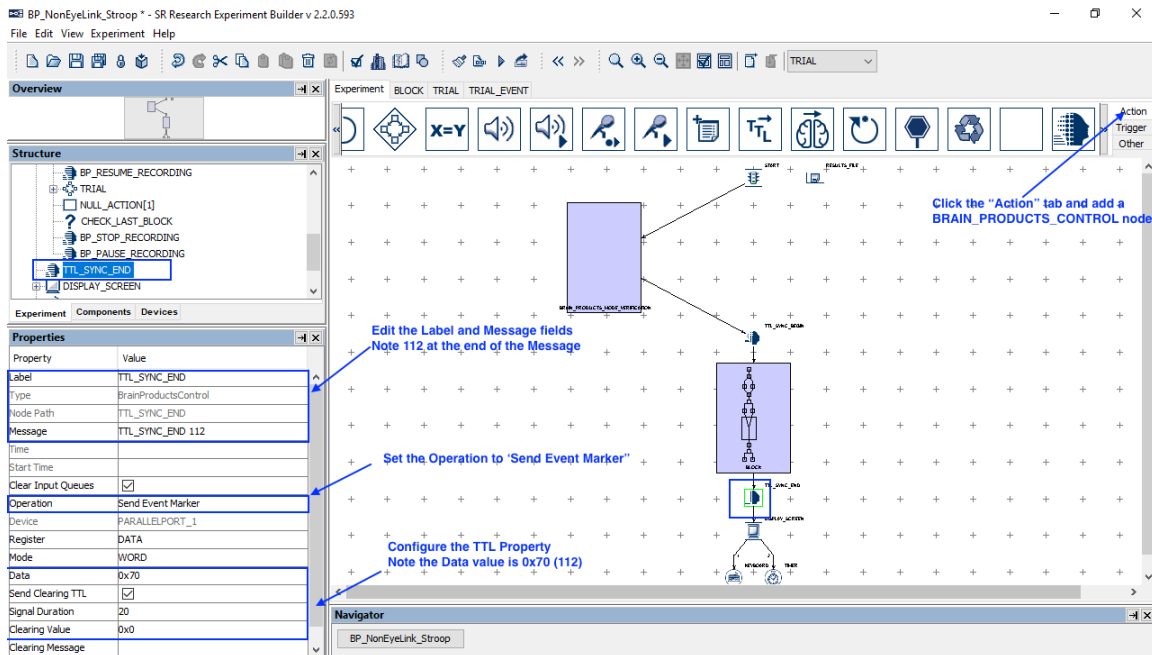 BP_NonEyeLink_Stroop * - SR Research Experiment Builder v 2.2.0.593
File Edit View Experiment Help
TRIAL
Overview
Structure
BP_RESUME_RECORDING
TRIAL
NULL_ACTION[1]
CHECK_LAST_BLOCK
BP_STOP_RECORDING
BP_PAUSE_RECORDING
TTL_SYNC_END
DISPLAY_SCREEN
Experiment Components Devices
Properties
Property Value
Label TTL_SYNC_END
Type BrainProductsControl
Node Path TTL_SYNC_END
Message TTL_SYNC_END 112
Time
Start Time
Clear Input Queues
Operation Send Event Marker
Device PARALLELPORT_1
Register DATA
Mode WORD
Data 0x70
Send Clearing TTL
Signal Duration 20
Clearing Value 0x0
Clearing Message
Experiment BLOCK TRIAL TRIAL_EVENT
X=Y
TTL
Action
Trigger
Other
START
RESULTS_FILE
Click the “Action” tab and add a
BRAIN_PRODUCTS_CONTROL node
BRAIN_PRODUCTS_MODE_NOTIFICATION
TTL_SYNC_BEGIN
Edit the Label and Message fields
Note 112 at the end of the Message
BLOCK
Set the Operation to ‘Send Event Marker”
TTL_SYNC_END
DISPLAY_SCREEN
Configure the TTL Property
Note the Data value is 0x70 (112)
1 2
KEYBOARD TIMER
Navigator
BP_NonEyeLink_Stroop